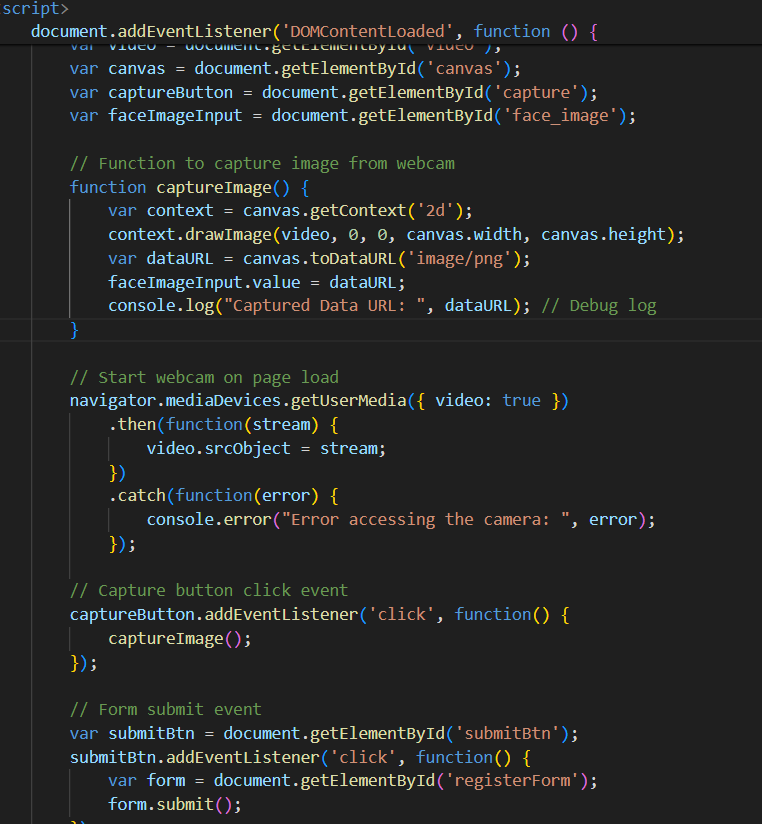 script>
document.addEventListener('DOMContentLoaded', function () {
var video = document.getElementById('video');
var canvas = document.getElementById('canvas');
var captureButton = document.getElementById('capture');
var faceImageInput = document.getElementById('face_image');
// Function to capture image from webcam
function captureImage() {
var context = canvas.getContext('2d');
context.drawImage(video, 0, 0, canvas.width, canvas.height);
var dataURL = canvas.toDataURL('image/png');
faceImageInput.value = dataURL;
console.log("Captured Data URL: ", dataURL); // Debug log
}
// Start webcam on page load
navigator.mediaDevices.getUserMedia({ video: true })
.then(function(stream) {
video.srcObject = stream;
})
.catch(function(error) {
console.error("Error accessing the camera: ", error);
});
// Capture button click event
captureButton.addEventListener('click', function() {
captureImage();
});
// Form submit event
var submitBtn = document.getElementById('submitBtn');
submitBtn.addEventListener('click', function() {
var form = document.getElementById('registerForm');
form.submit();